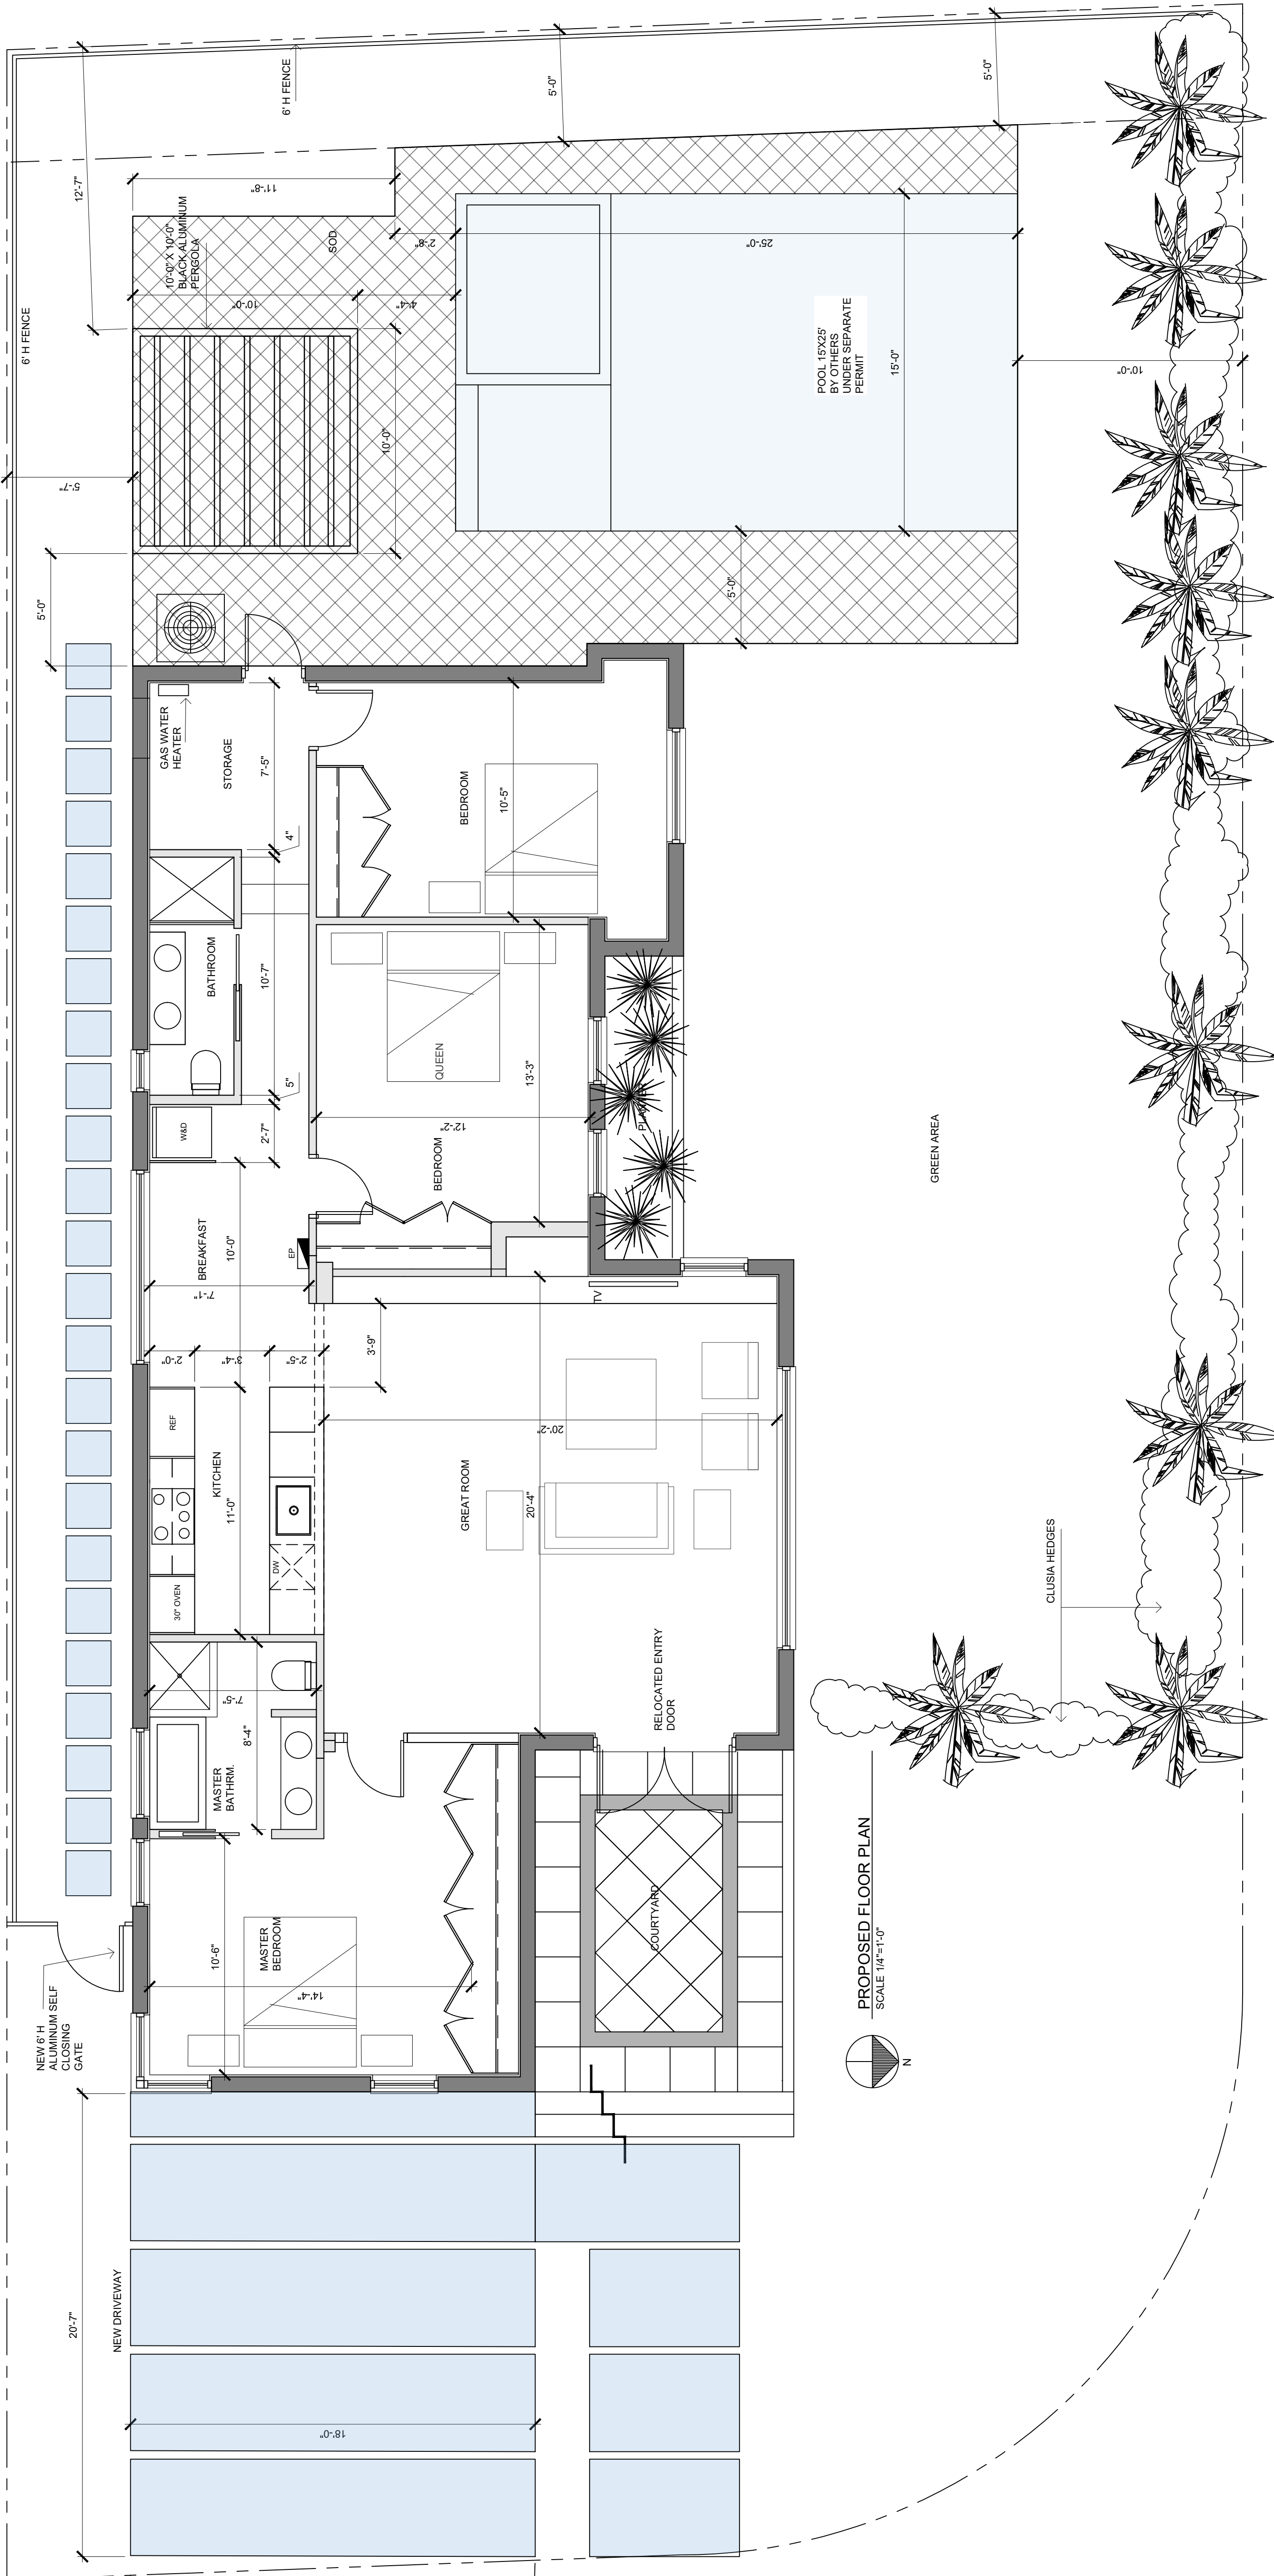 6' H FENCE
6' H FENCE
12'-7"
5'-0"
5'-0"
11'-8"
10'-0" X 10'-0"
BLACK ALUMINUM
PERGOLA
SOD
2'-8"
10'-0"
4'-4"
25'-0"
POOL 15'X25'
BY OTHERS
UNDER SEPARATE
PERMIT
15'-0"
10'-0"
10'-0"
5'-7"
5'-0"
5'-0"
GAS WATER
HEATER
STORAGE
7'-5"
4"
BEDROOM
10'-5"
BATHROOM
10'-7"
5"
QUEEN
13'-3"
W&D
2'-7"
12'-2"
BEDROOM
GREEN AREA
BREAKFAST
10'-0"
EP
7'-1"
TV
2'-0"
3'-4"
2'-5"
3'-9"
REF
KITCHEN
11'-0"
20'-2"
GREAT ROOM
20'-4"
DW
30" OVEN
CLUSIA HEDGES
7'-5"
8'-4"
MASTER
BATHRM.
RELOCATED ENTRY
DOOR
COURTYARD
MASTER
BEDROOM
10'-6"
14'-4"
NEW 6' H
ALUMINUM SELF
CLOSING
GATE
PROPOSED FLOOR PLAN
SCALE 1/4"=1'-0"
N
20'-7"
NEW DRIVEWAY
18'-0"